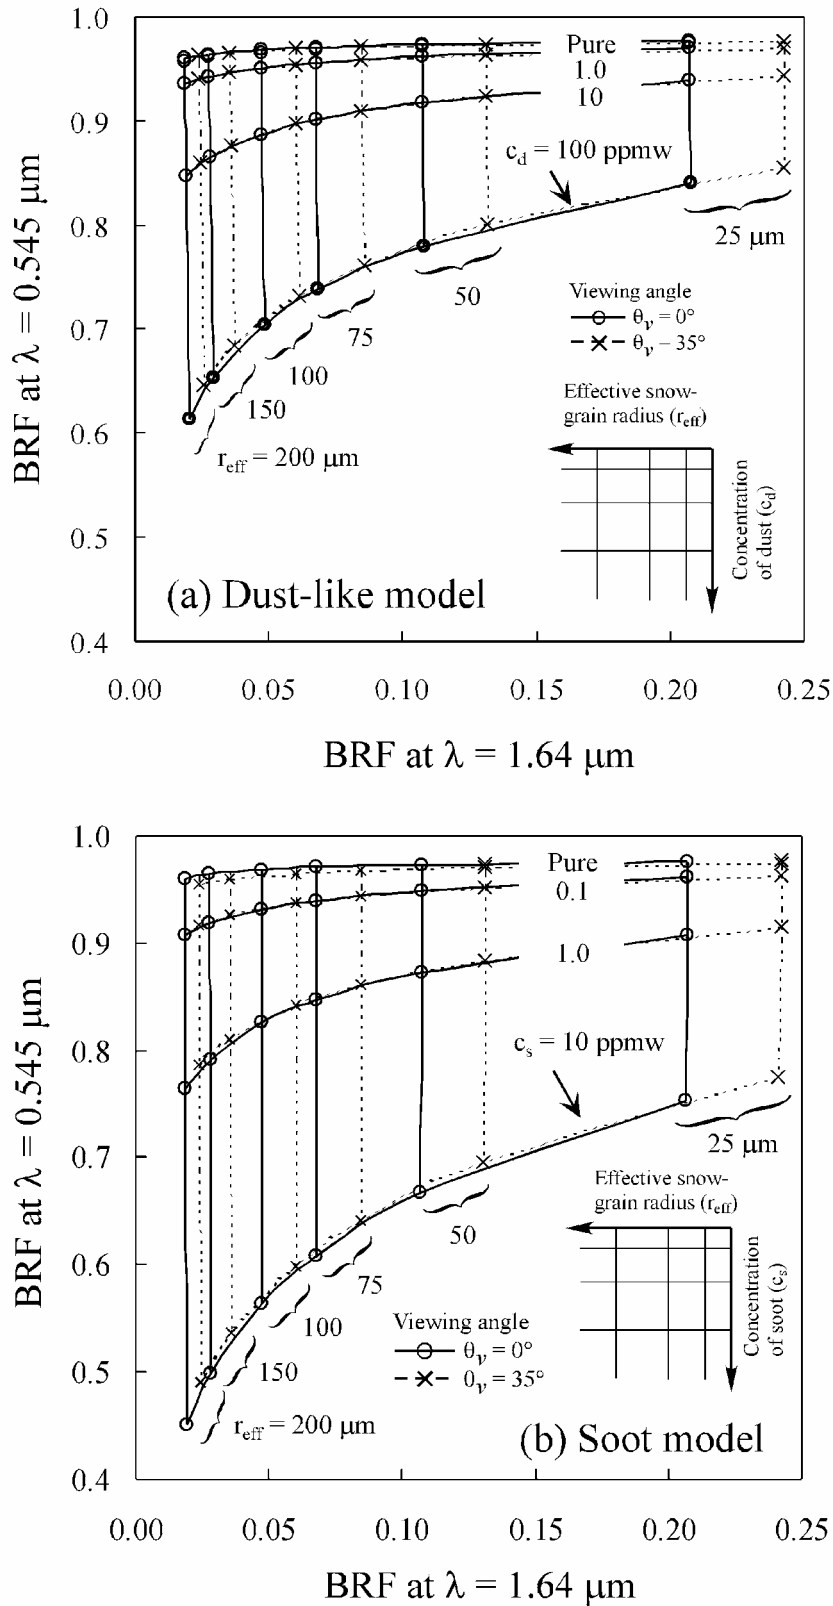 1.0
0.9
0.8
0.7
0.6
0.5
0.4
BRF at λ = 0.545 μm
Pure
1.0
10
c_d = 100 ppmw
25 μm
50
75
100
150
r_eff = 200 μm
Viewing angle
θ_v = 0°
θ_v – 35°
Effective snow-
grain radius (r_eff)
Concentration
of dust (c_d)
(a) Dust-like model
0.00 0.05 0.10 0.15 0.20 0.25
BRF at λ = 1.64 μm
1.0
0.9
0.8
0.7
0.6
0.5
0.4
BRF at λ = 0.545 μm
Pure
0.1
1.0
c_s = 10 ppmw
25 μm
50
75
100
150
r_eff = 200 μm
Effective snow-
grain radius (r_eff)
Concentration
of soot (c_s)
Viewing angle
θ_v = 0°
θ_v = 35°
(b) Soot model
0.00 0.05 0.10 0.15 0.20 0.25
BRF at λ = 1.64 μm